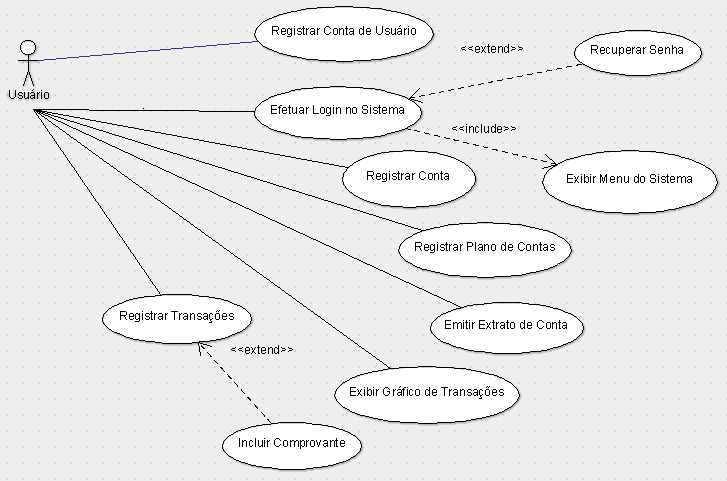 Registrar Conta de Usuário
<<extend>>
Recuperar Senha
Usuário
Efetuar Login no Sistema
<<include>>
Registrar Conta
Exibir Menu do Sistema
Registrar Plano de Contas
Registrar Transações
Emitir Extrato de Conta
<<extend>>
Exibir Gráfico de Transações
Incluir Comprovante